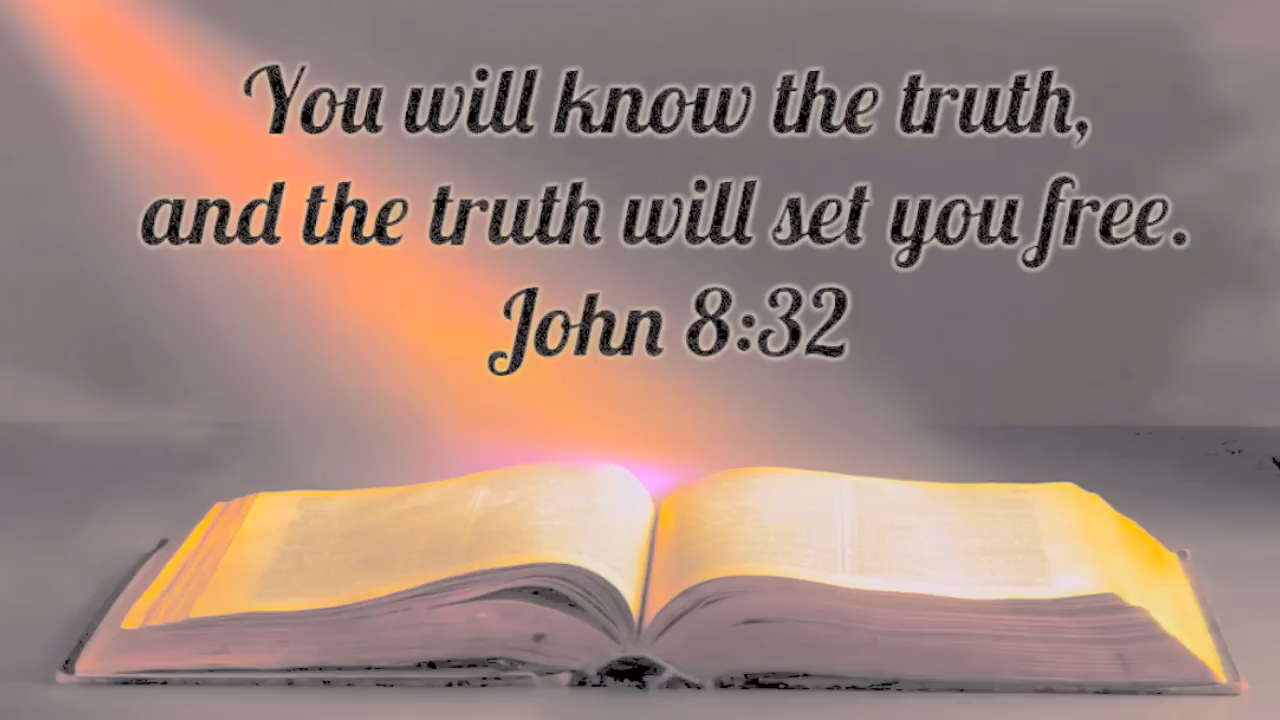 You will know the truth,
and the truth will set you free.
John 8:32